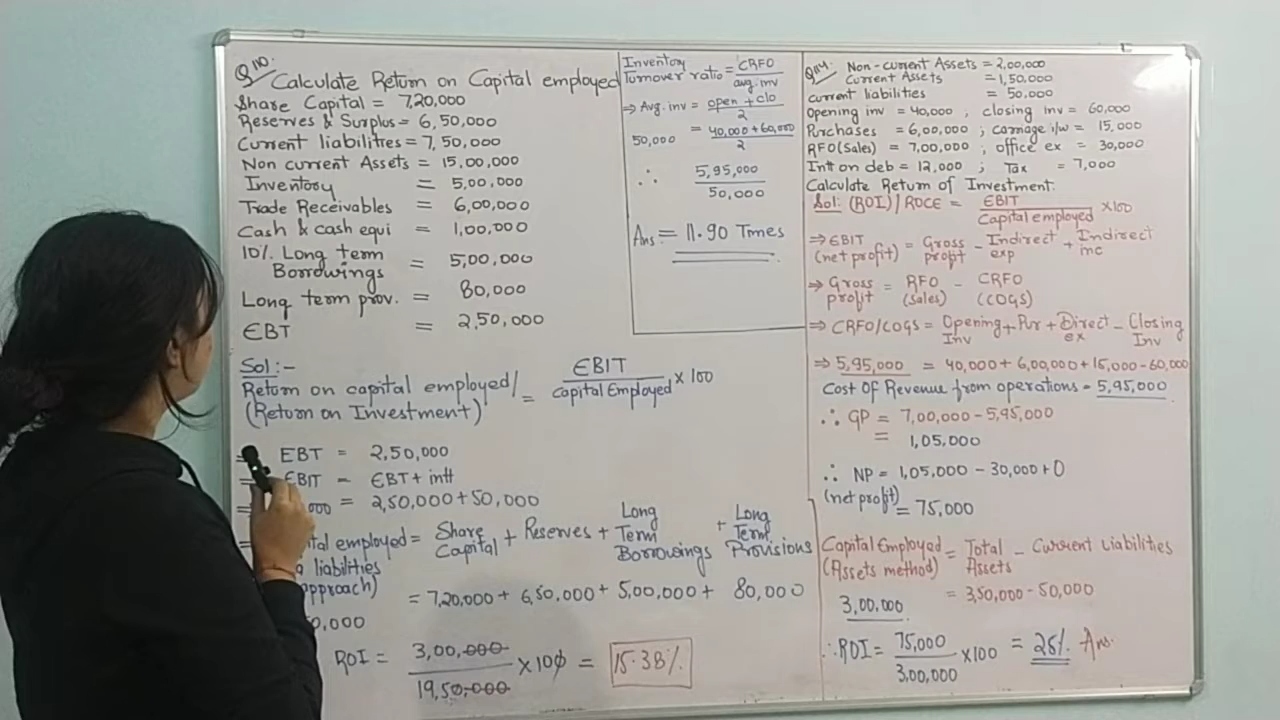 Q110. Calculate Return on Capital employed
Share Capital = 7,20,000
Reserves & Surplus = 6,50,000
Current liabilities = 7,50,000
Non current Assets = 15,00,000
Inventory = 5,00,000
Trade Receivables = 6,00,000
Cash & cash equi = 1,00,000
10% Long term
Borrowings = 5,00,000
Long term prov. = 80,000
EBT = 2,50,000
Sol:-
Return on capital employed/
(Return on Investment) = EBIT / Capital Employed × 100
EBT = 2,50,000
EBIT = EBT + intt
000 = 2,50,000 + 50,000
tal employed = Share Capital + Reserves + Long Term Borrowings + Long Term Provisions
liabilities
approach)
= 7,20,000 + 6,50,000 + 5,00,000 + 80,000
50,000
ROI = 3,00,000 / 19,50,000 × 100 = 15.38%
Inventory
Turnover ratio = CRFO / avg.inv
⇒ Avg.inv = open + clo / 2
50,000 = 40,000 + 60,000 / 2
∴ 5,95,000 / 50,000
Ans = 11.90 Times
Q114. Non-current Assets = 2,00,000
Current Assets = 1,50,000
current liabilities = 50,000
Opening inv = 40,000 , closing inv = 60,000
Purchases = 6,00,000 ; carriage i/w = 15,000
RFO (Sales) = 7,00,000 ; office ex = 30,000
Intt on deb = 12,000 ; Tax = 7,000
Calculate Return of Investment.
Sol: (ROI) / ROCE = EBIT / Capital employed × 100
⇒ EBIT (net profit) = Gross profit - Indirect exp + Indirect inc
⇒ Gross profit = RFO (Sales) - CRFO (COGS)
⇒ CRFO/COGS = Opening Inv + Pur + Direct ex - Closing Inv
⇒ 5,95,000 = 40,000 + 6,00,000 + 15,000 - 60,000
Cost Of Revenue from operations = 5,95,000
∴ GP = 7,00,000 - 5,95,000
= 1,05,000
∴ NP = 1,05,000 - 30,000 + 0
(net profit) = 75,000
Capital Employed (Assets method) = Total Assets - Current Liabilities
3,00,000 = 3,50,000 - 50,000
∴ ROI = 75,000 / 3,00,000 × 100 = 25% Ans.